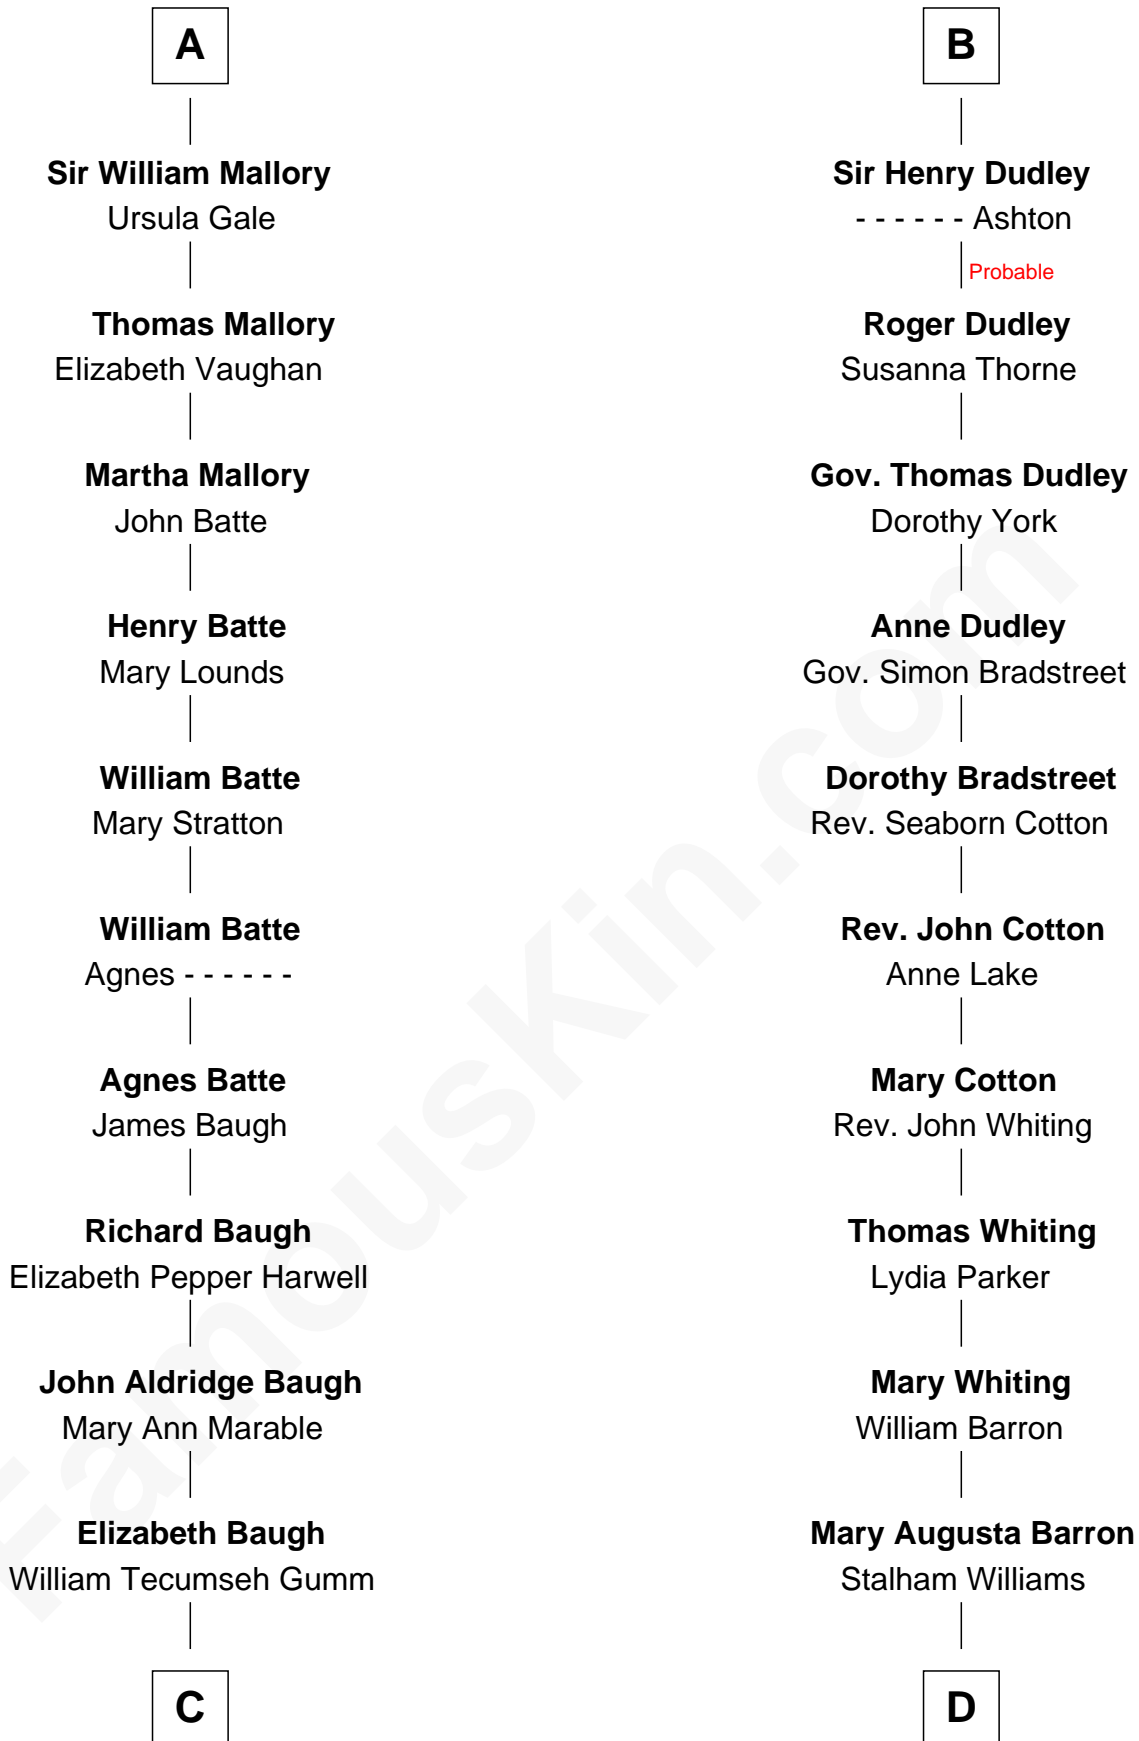 A
Sir William Mallory
Ursula Gale
Thomas Mallory
Elizabeth Vaughan
Martha Mallory
John Batte
Henry Batte
Mary Lounds
William Batte
Mary Stratton
William Batte
Agnes - - - - - -
Agnes Batte
James Baugh
Richard Baugh
Elizabeth Pepper Harwell
John Aldridge Baugh
Mary Ann Marable
Elizabeth Baugh
William Tecumseh Gumm
C
B
Sir Henry Dudley
- - - - - - Ashton
Probable
Roger Dudley
Susanna Thorne
Gov. Thomas Dudley
Dorothy York
Anne Dudley
Gov. Simon Bradstreet
Dorothy Bradstreet
Rev. Seaborn Cotton
Rev. John Cotton
Anne Lake
Mary Cotton
Rev. John Whiting
Thomas Whiting
Lydia Parker
Mary Whiting
William Barron
Mary Augusta Barron
Stalham Williams
D
FamousKin.com